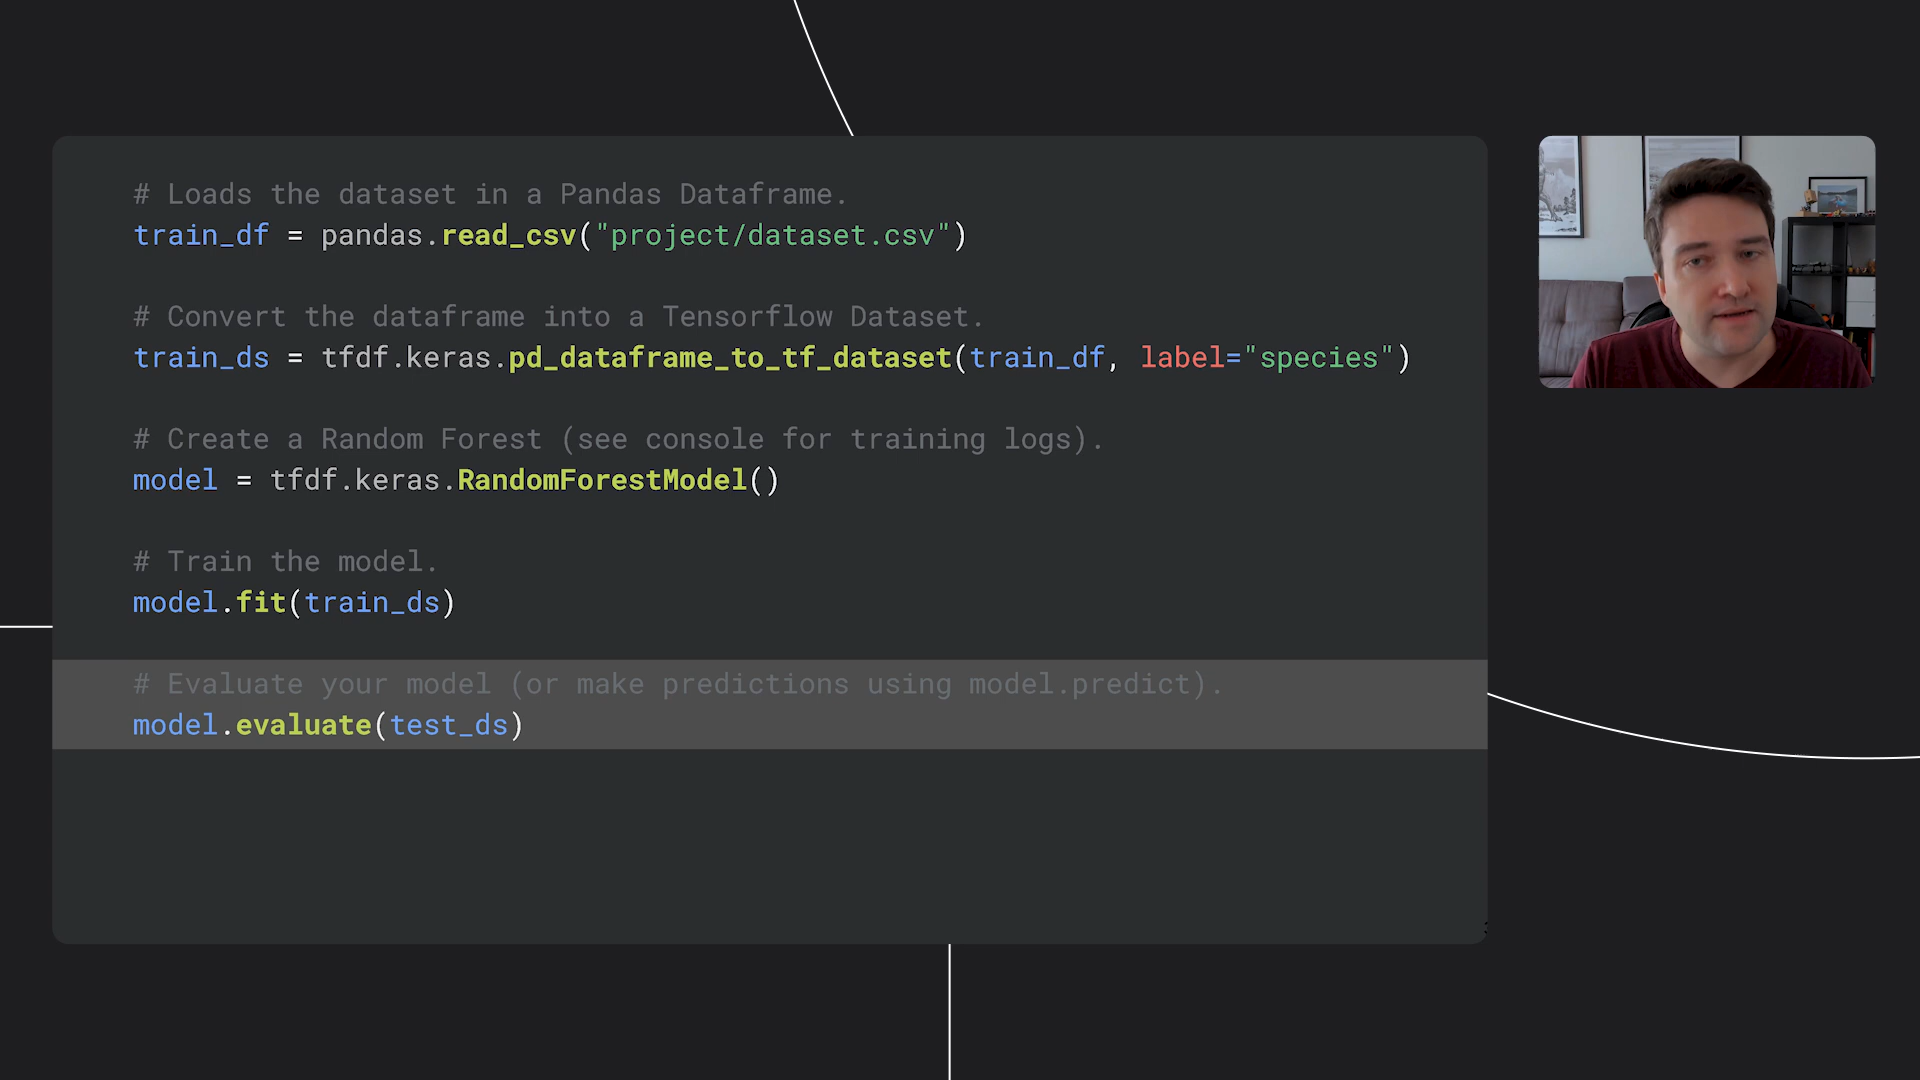 # Loads the dataset in a Pandas Dataframe.
train_df = pandas.read_csv("project/dataset.csv")
# Convert the dataframe into a Tensorflow Dataset.
train_ds = tfdf.keras.pd_dataframe_to_tf_dataset(train_df, label="species")
# Create a Random Forest (see console for training logs).
model = tfdf.keras.RandomForestModel()
# Train the model.
model.fit(train_ds)
# Evaluate your model (or make predictions using model.predict).
model.evaluate(test_ds)